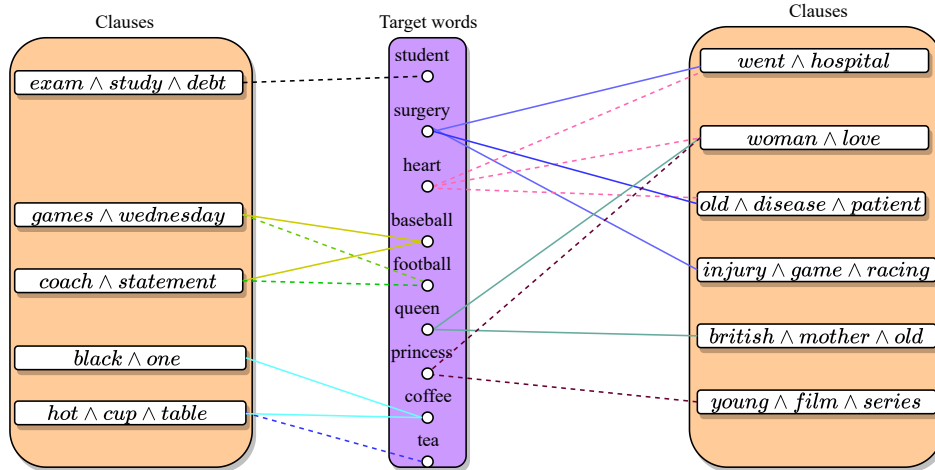 Clauses
exam ∧ study ∧ debt
games ∧ wednesday
coach ∧ statement
black ∧ one
hot ∧ cup ∧ table
Target words
student
surgery
heart
baseball
football
queen
princess
coffee
tea
Clauses
went ∧ hospital
woman ∧ love
old ∧ disease ∧ patient
injury ∧ game ∧ racing
british ∧ mother ∧ old
young ∧ film ∧ series